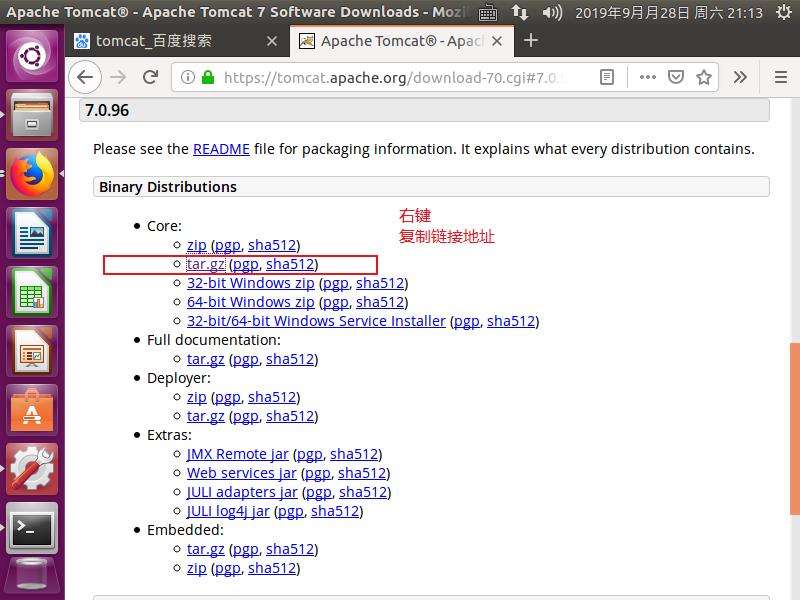 Apache Tomcat® - Apache Tomcat 7 Software Downloads - Mozil
2019年9月月28日 周六 21:13
tomcat_百度搜索
Apache Tomcat® - Apac
https://tomcat.apache.org/download-70.cgi#7.0.9
7.0.96
Please see the README file for packaging information. It explains what every distribution contains.
Binary Distributions
右键
复制链接地址
Core:
zip (pgp, sha512)
tar.gz (pgp, sha512)
32-bit Windows zip (pgp, sha512)
64-bit Windows zip (pgp, sha512)
32-bit/64-bit Windows Service Installer (pgp, sha512)
Full documentation:
tar.gz (pgp, sha512)
Deployer:
zip (pgp, sha512)
tar.gz (pgp, sha512)
Extras:
JMX Remote jar (pgp, sha512)
Web services jar (pgp, sha512)
JULI adapters jar (pgp, sha512)
JULI log4j jar (pgp, sha512)
Embedded:
tar.gz (pgp, sha512)
zip (pgp, sha512)